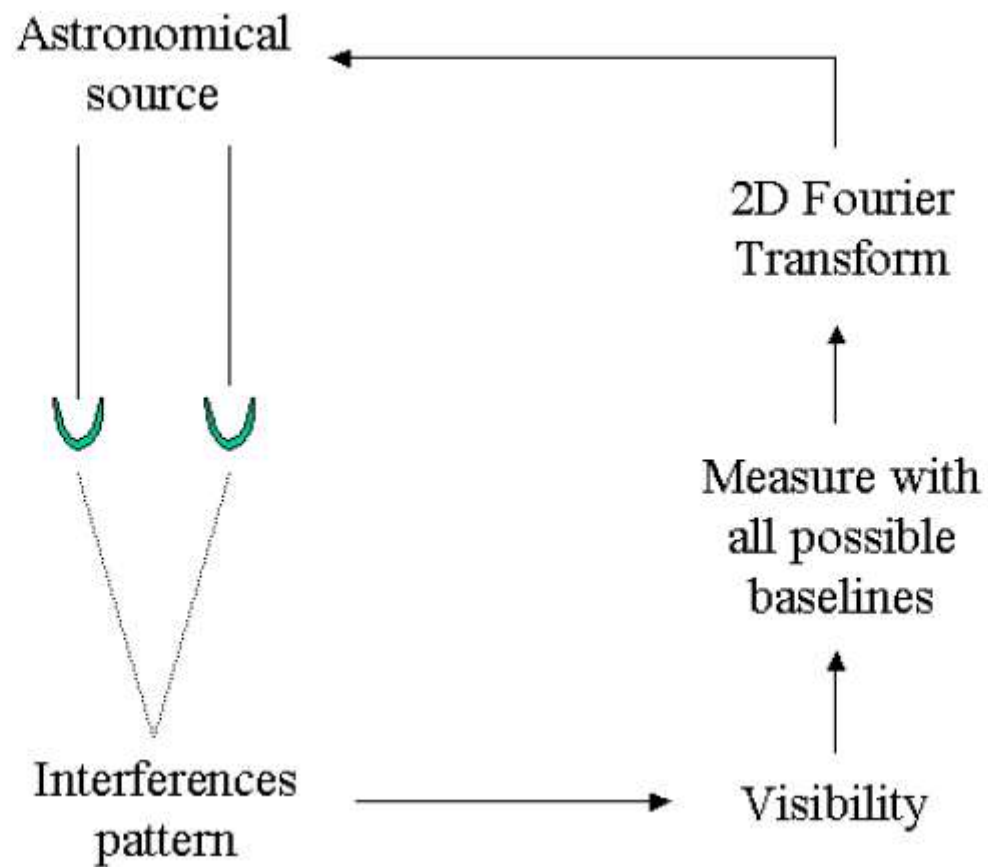 Astronomical
source
2D Fourier
Transform
Measure with
all possible
baselines
Interferences
pattern
Visibility